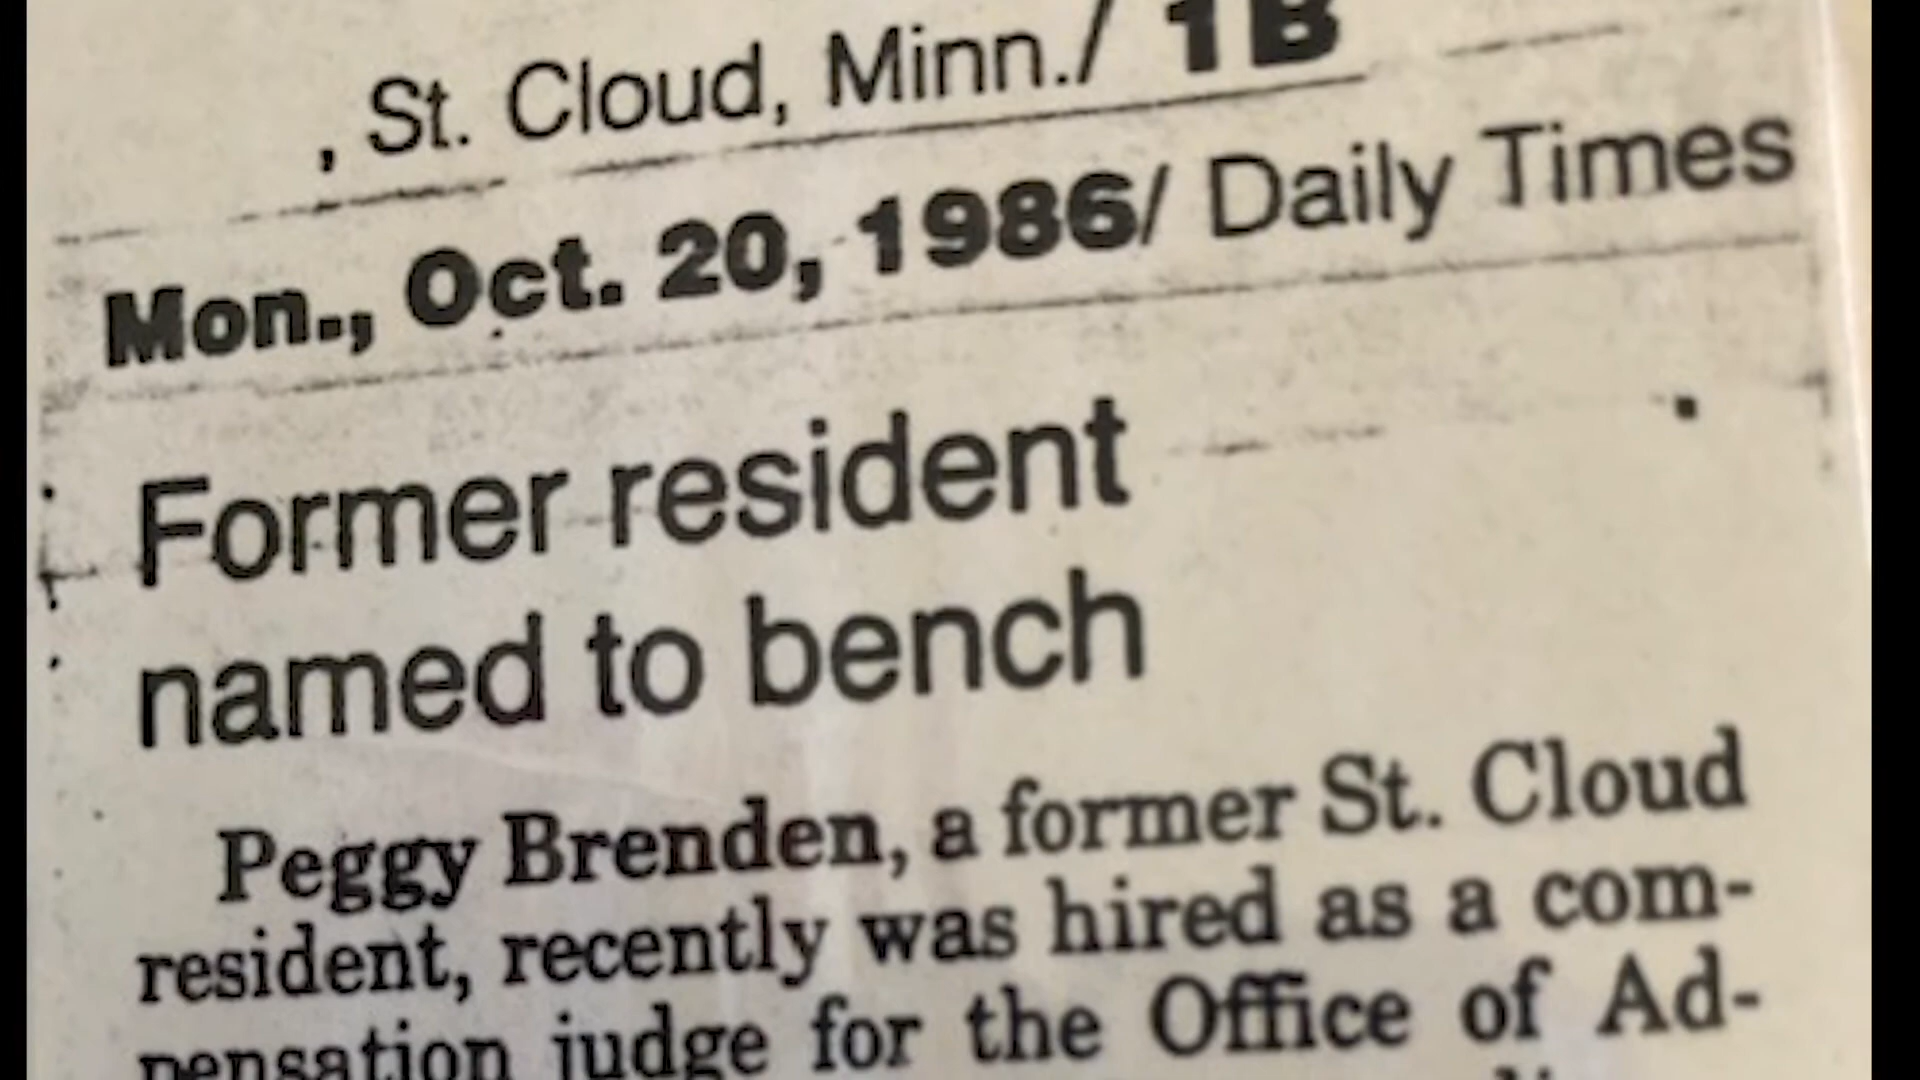 , St. Cloud, Minn./ 1B
Mon., Oct. 20, 1986/ Daily Times
Former resident
named to bench
Peggy Brenden, a former St. Cloud
resident, recently was hired as a com-
pensation judge for the Office of Ad-